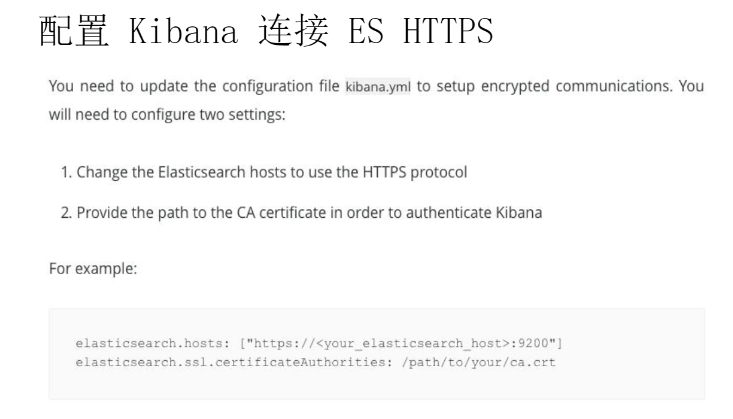 配置 Kibana 连接 ES HTTPS
You need to update the configuration file kibana.yml to setup encrypted communications. You
will need to configure two settings:
1. Change the Elasticsearch hosts to use the HTTPS protocol
2. Provide the path to the CA certificate in order to authenticate Kibana
For example:
elasticsearch.hosts: ["https://<your_elasticsearch_host>:9200"]
elasticsearch.ssl.certificateAuthorities: /path/to/your/ca.crt